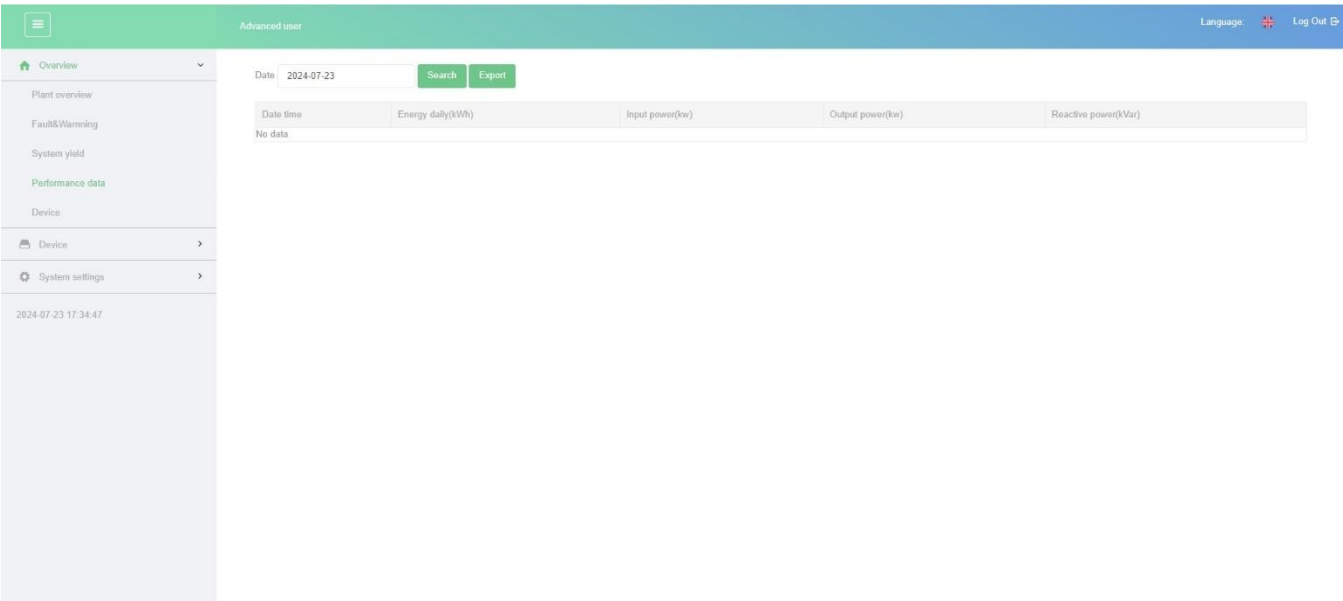 Advanced user
Language:
Log Out
Overview
Plant overview
Fault&Warnning
System yield
Performance data
Device
Device
System settings
2024-07-23 17:34:47
Date 2024-07-23 Search Export
Date time Energy daily(kWh) Input power(kw) Output power(kw) Reactive power(kVar)
No data